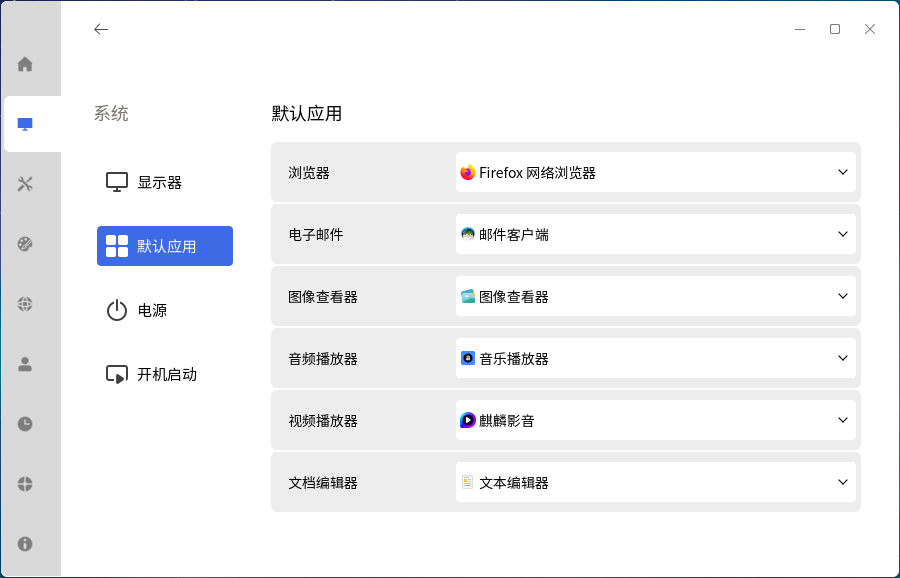 系统
显示器
默认应用
电源
开机启动
默认应用
浏览器 Firefox 网络浏览器
电子邮件 邮件客户端
图像查看器 图像查看器
音频播放器 音乐播放器
视频播放器 麒麟影音
文档编辑器 文本编辑器